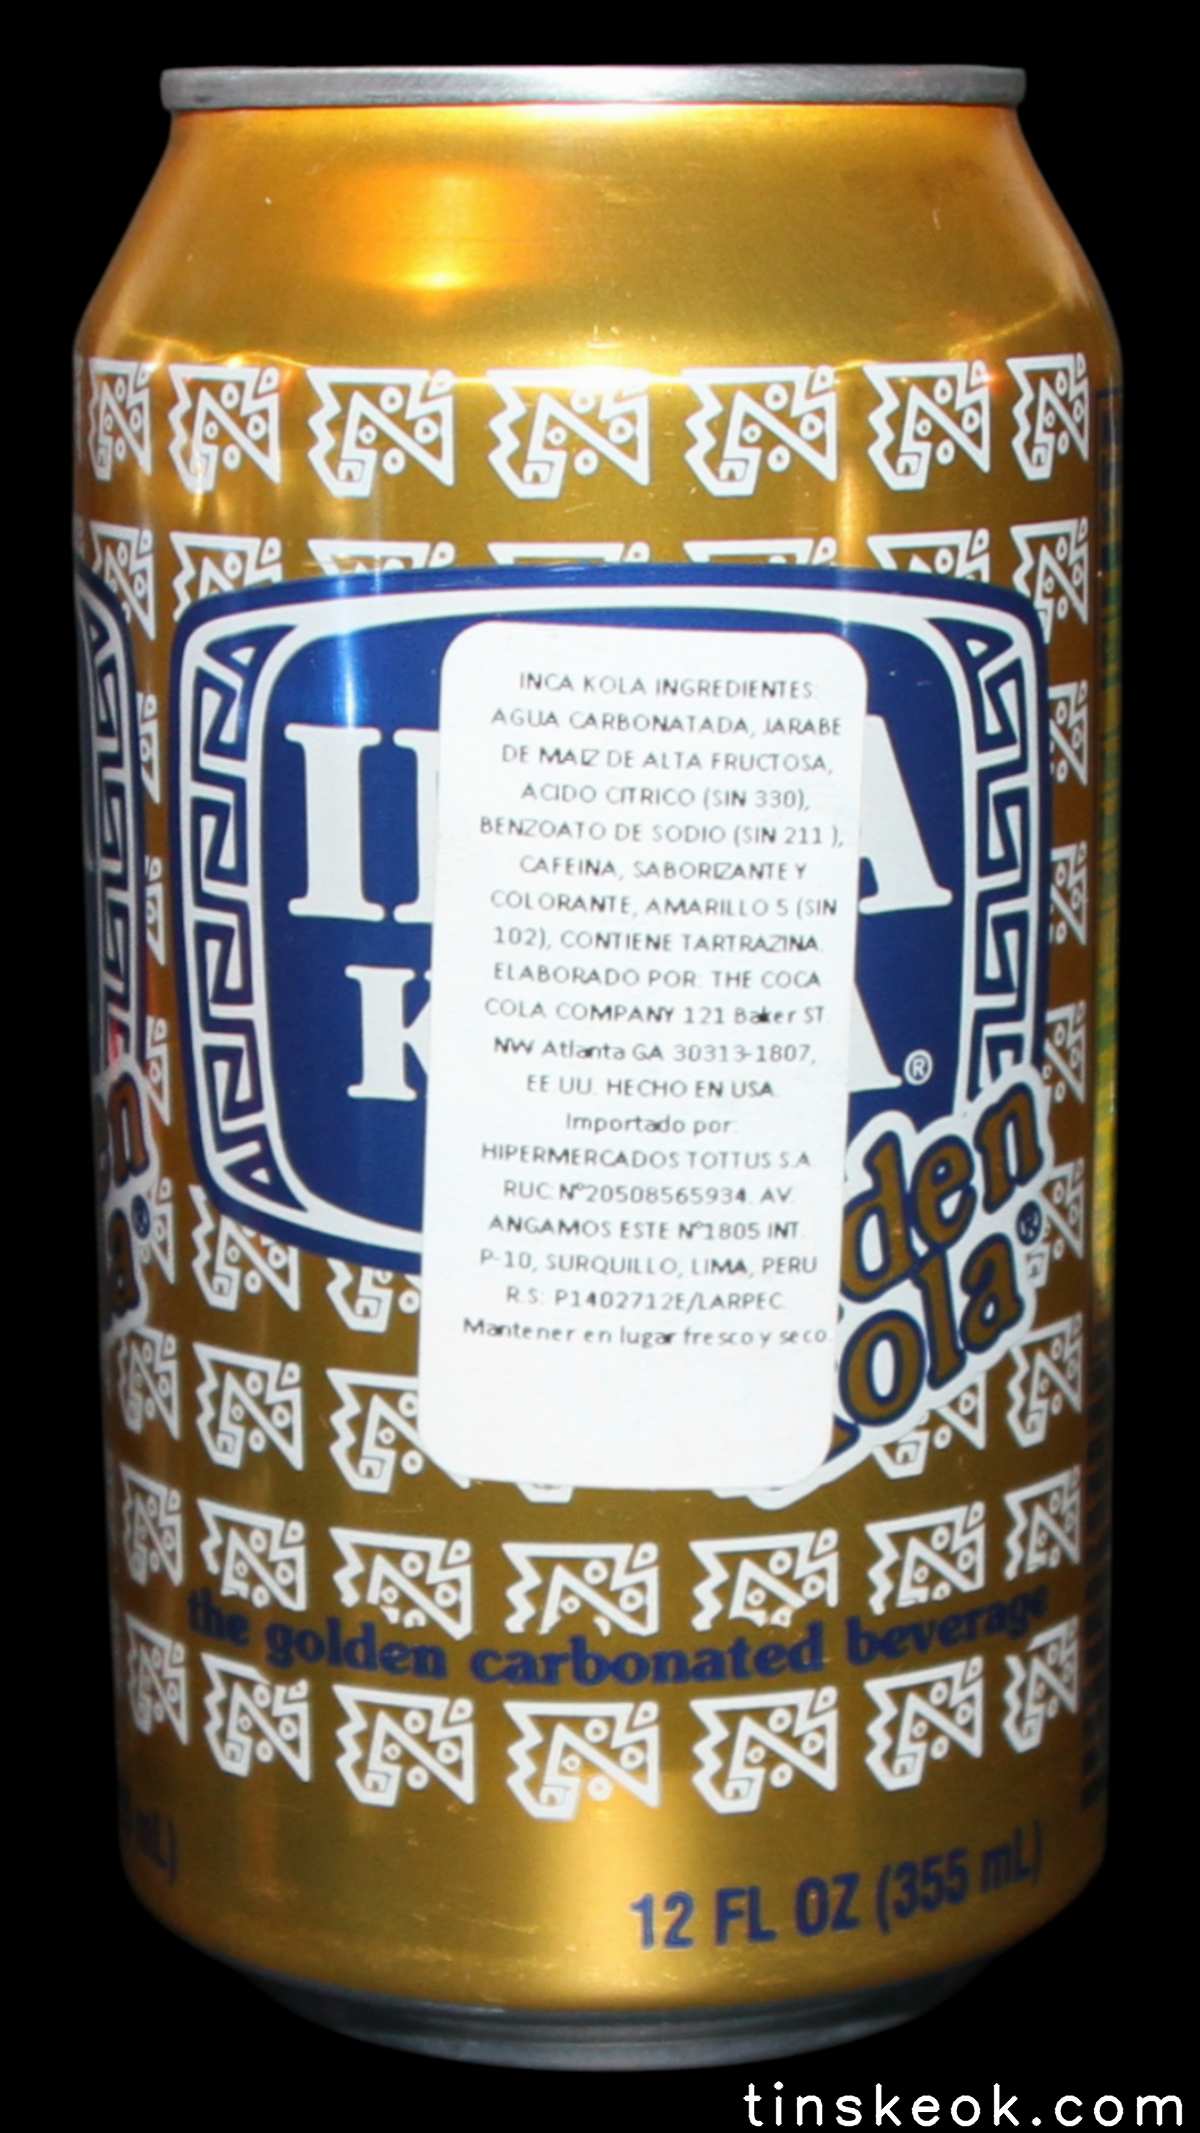 INCA KOLA INGREDIENTES:
AGUA CARBONATADA, JARABE
DE MAIZ DE ALTA FRUCTOSA,
ACIDO CITRICO (SIN 330),
BENZOATO DE SODIO (SIN 211 ),
CAFEINA, SABORIZANTE Y
COLORANTE, AMARILLO 5 (SIN
102), CONTIENE TARTRAZINA.
ELABORADO POR: THE COCA
COLA COMPANY 121 Baker ST.
NW Atlanta GA 30313-1807,
EE.UU. HECHO EN USA.
Importado por:
HIPERMERCADOS TOTTUS S.A.
RUC N°20508565934. AV.
ANGAMOS ESTE N°1805 INT.
P-10, SURQUILLO, LIMA, PERU
R.S: P1402712E/LARPEC.
Mantener en lugar fresco y seco.
the golden carbonated beverage
12 FL OZ (355 mL)
tinskeok.com